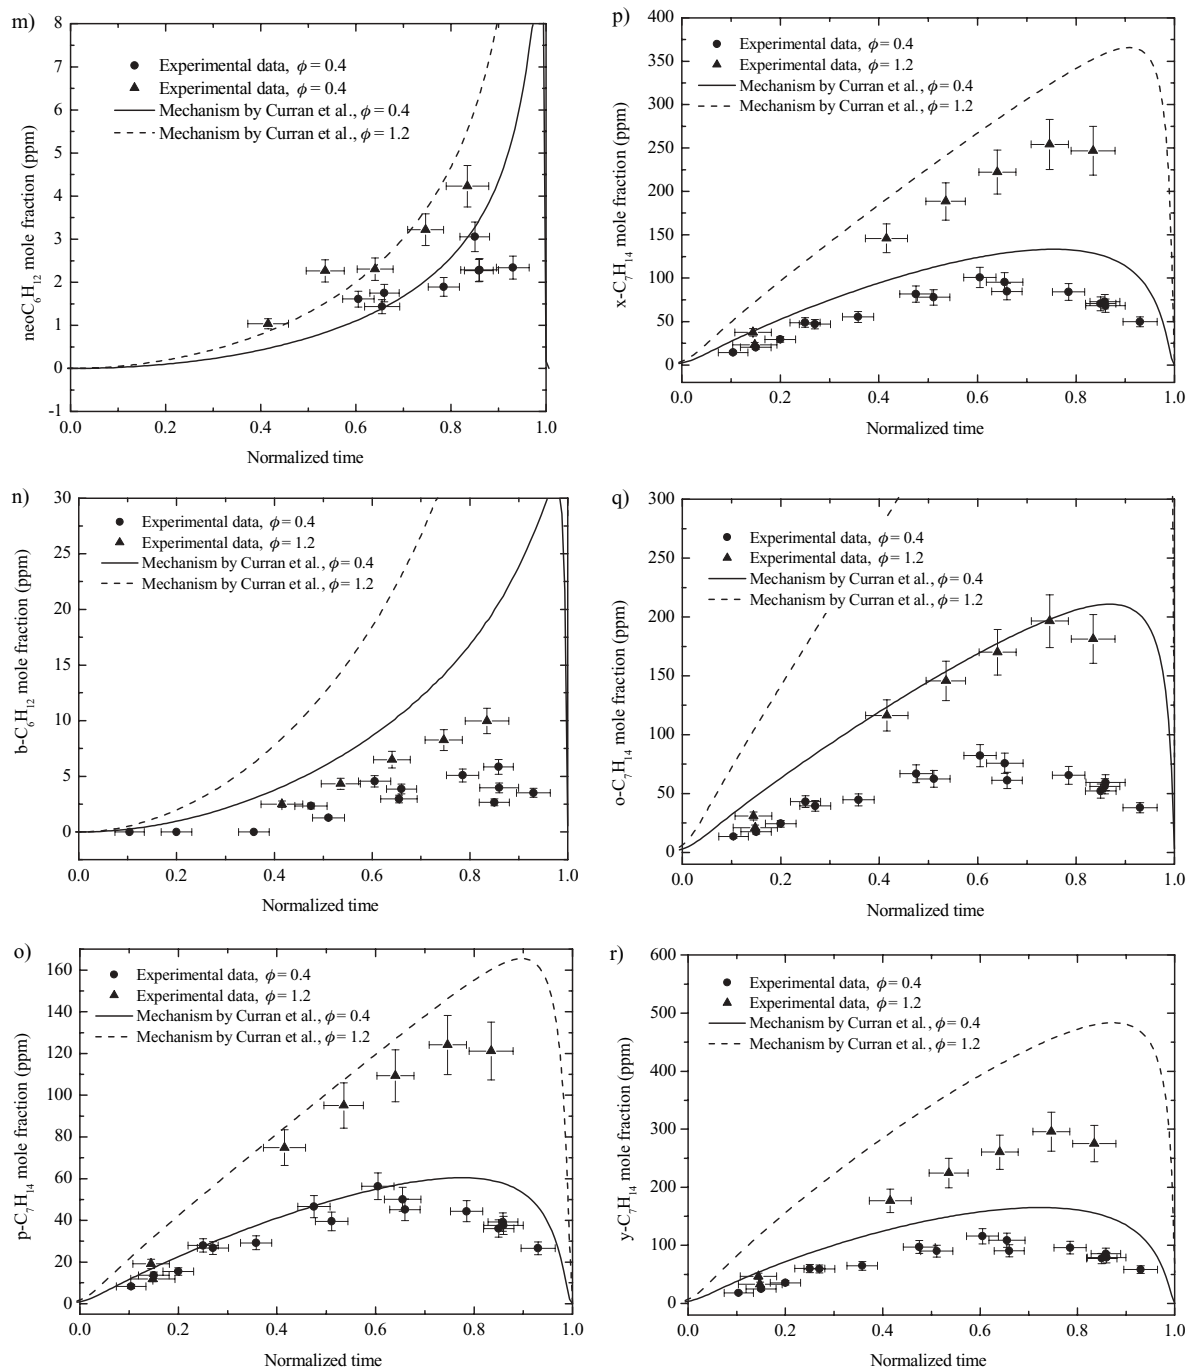 m)
8
7
6
5
4
3
2
1
0
-1
neoC₆H₁₂ mole fraction (ppm)
Experimental data, ϕ = 0.4
Experimental data, ϕ = 0.4
Mechanism by Curran et al., ϕ = 0.4
Mechanism by Curran et al., ϕ = 1.2
0.0 0.2 0.4 0.6 0.8 1.0
Normalized time
p)
400
350
300
250
200
150
100
50
0
x-C₇H₁₄ mole fraction (ppm)
Experimental data, ϕ = 0.4
Experimental data, ϕ = 1.2
Mechanism by Curran et al., ϕ = 0.4
Mechanism by Curran et al., ϕ = 1.2
0.0 0.2 0.4 0.6 0.8 1.0
Normalized time
n)
30
25
20
15
10
5
0
b-C₆H₁₂ mole fraction (ppm)
Experimental data, ϕ = 0.4
Experimental data, ϕ = 1.2
Mechanism by Curran et al., ϕ = 0.4
Mechanism by Curran et al., ϕ = 1.2
0.0 0.2 0.4 0.6 0.8 1.0
Normalized time
q)
300
250
200
150
100
50
0
o-C₇H₁₄ mole fraction (ppm)
Experimental data, ϕ = 0.4
Experimental data, ϕ = 1.2
Mechanism by Curran et al., ϕ = 0.4
Mechanism by Curran et al., ϕ = 1.2
0.0 0.2 0.4 0.6 0.8 1.0
Normalized time
o)
160
140
120
100
80
60
40
20
0
p-C₇H₁₄ mole fraction (ppm)
Experimental data, ϕ = 0.4
Experimental data, ϕ = 1.2
Mechanism by Curran et al., ϕ = 0.4
Mechanism by Curran et al., ϕ = 1.2
0.0 0.2 0.4 0.6 0.8 1.0
Normalized time
r)
600
500
400
300
200
100
0
y-C₇H₁₄ mole fraction (ppm)
Experimental data, ϕ = 0.4
Experimental data, ϕ = 1.2
Mechanism by Curran et al., ϕ = 0.4
Mechanism by Curran et al., ϕ = 1.2
0.0 0.2 0.4 0.6 0.8 1.0
Normalized time